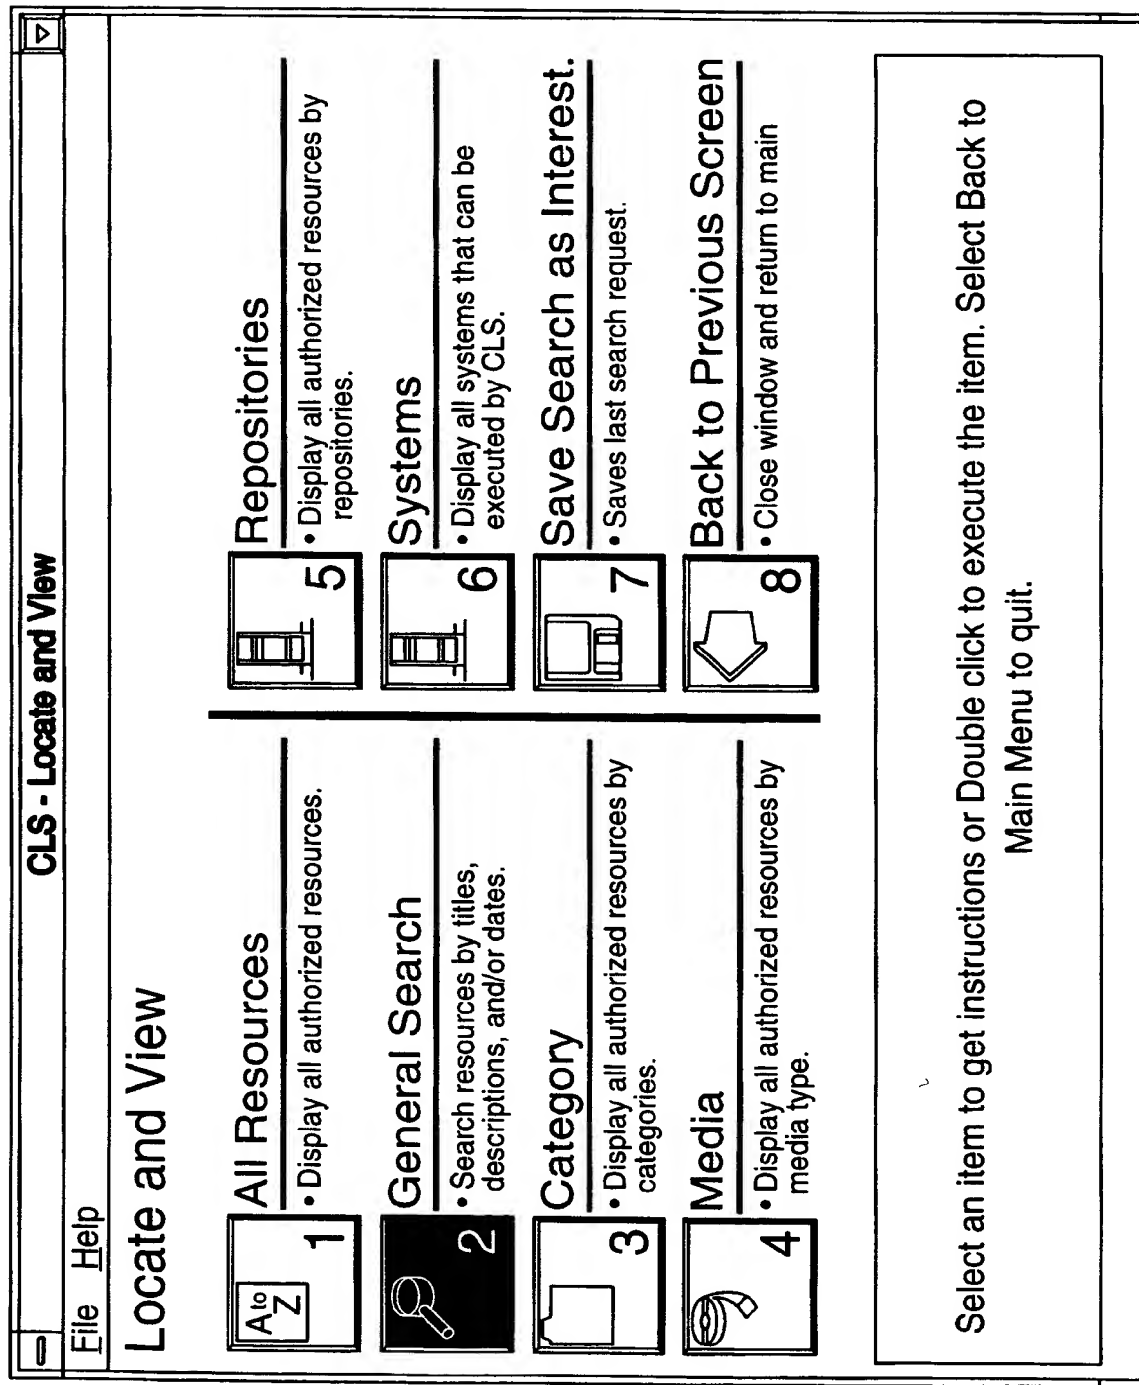 CLS - Locate and View
File Help
Locate and View
A to
Z
1
All Resources
• Display all authorized resources.
2
General Search
• Search resources by titles,
descriptions, and/or dates.
3
Category
• Display all authorized resources by
categories.
4
Media
• Display all authorized resources by
media type.
5
Repositories
• Display all authorized resources by
repositories.
6
Systems
• Display all systems that can be
executed by CLS.
7
Save Search as Interest.
• Saves last search request.
8
Back to Previous Screen
• Close window and return to main
Select an item to get instructions or Double click to execute the item. Select Back to
Main Menu to quit.